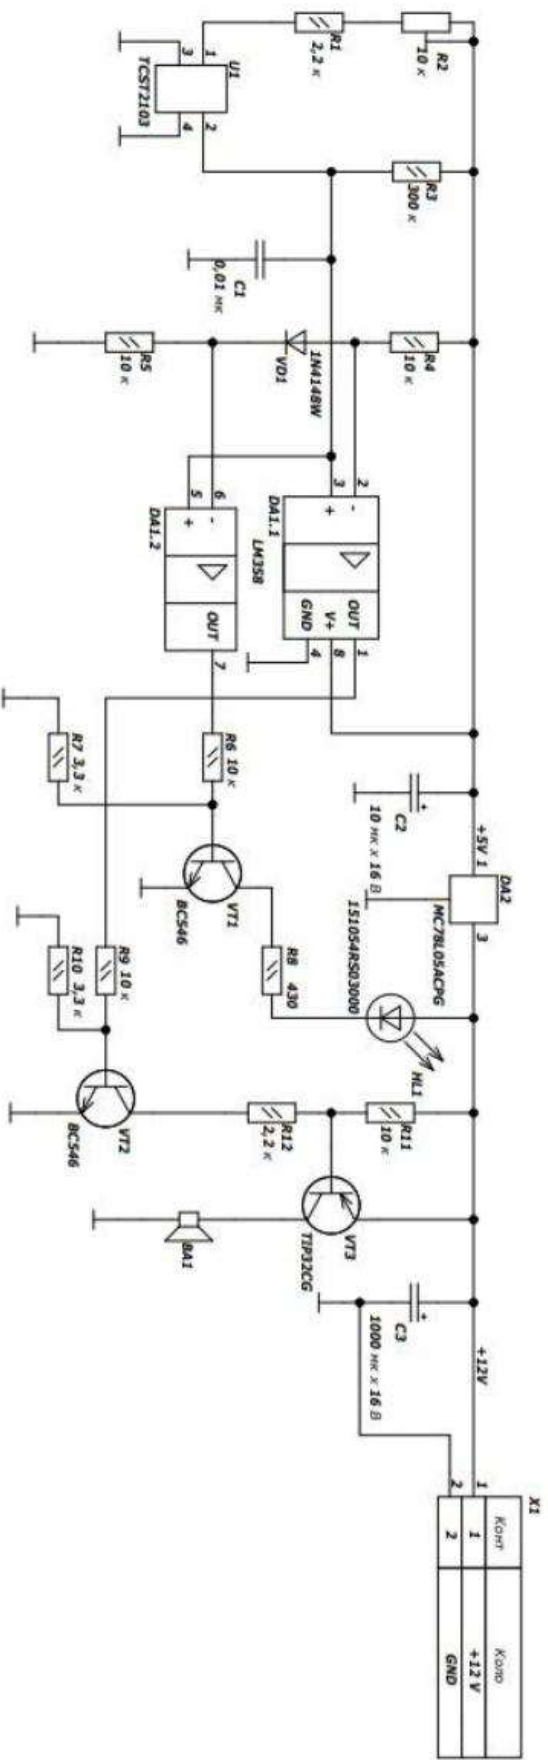 R2
10 к
R1
2,2 к
U1
1
3
2
4
TCST2103
R3
300 к
C1
0,01 мк
R4
10 к
1N4148W
VD1
R5
10 к
2
3
-
+
DA1.1
OUT
V+
GND
1
8
4
LM358
6
5
-
+
DA1.2
OUT
7
R6 10 к
R7 3,3 к
C2
10 мк x 16 В
+5V 1
DA2
3
MC78L05ACPG
VT1
BC546
R8 430
151054RS03000
HL1
R9 10 к
R10 3,3 к
VT2
BC546
R11
10 к
R12
2,2 к
VT3
TIP32CG
BA1
C3
1000 мк x 16 В
+12V
X1
1
2
Конт
Коло
1
+12 V
2
GND